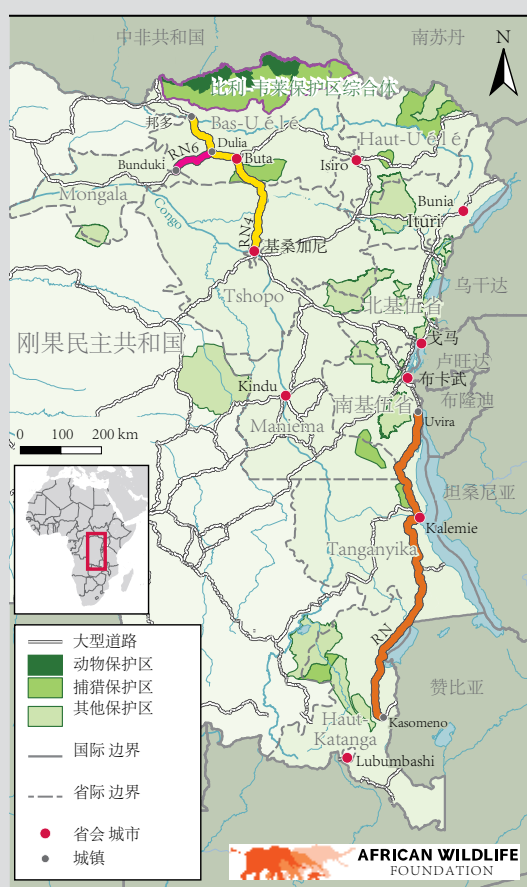 中非共和国
南苏丹
N
比利-韦莱保护区综合体
邦多
Bas-Uélé
Haut-Uélé
RN6
Dulia
Bunduki
Buta
Isiro
Mongala
Bunia
Ituri
Congo
RN4
基桑加尼
乌干达
Tshopo
北基伍省
刚果民主共和国
戈马
卢旺达
布卡武
Kindu
南基伍省
布隆迪
Maniema
Uvira
0 100 200 km
坦桑尼亚
Kalemie
Tanganyika
RN
赞比亚
Haut-
Katanga
Kasomeno
Lubumbashi
大型道路
动物保护区
捕猎保护区
其他保护区
国际 边界
省际 边界
省会 城市
城镇
AFRICAN WILDLIFE
FOUNDATION